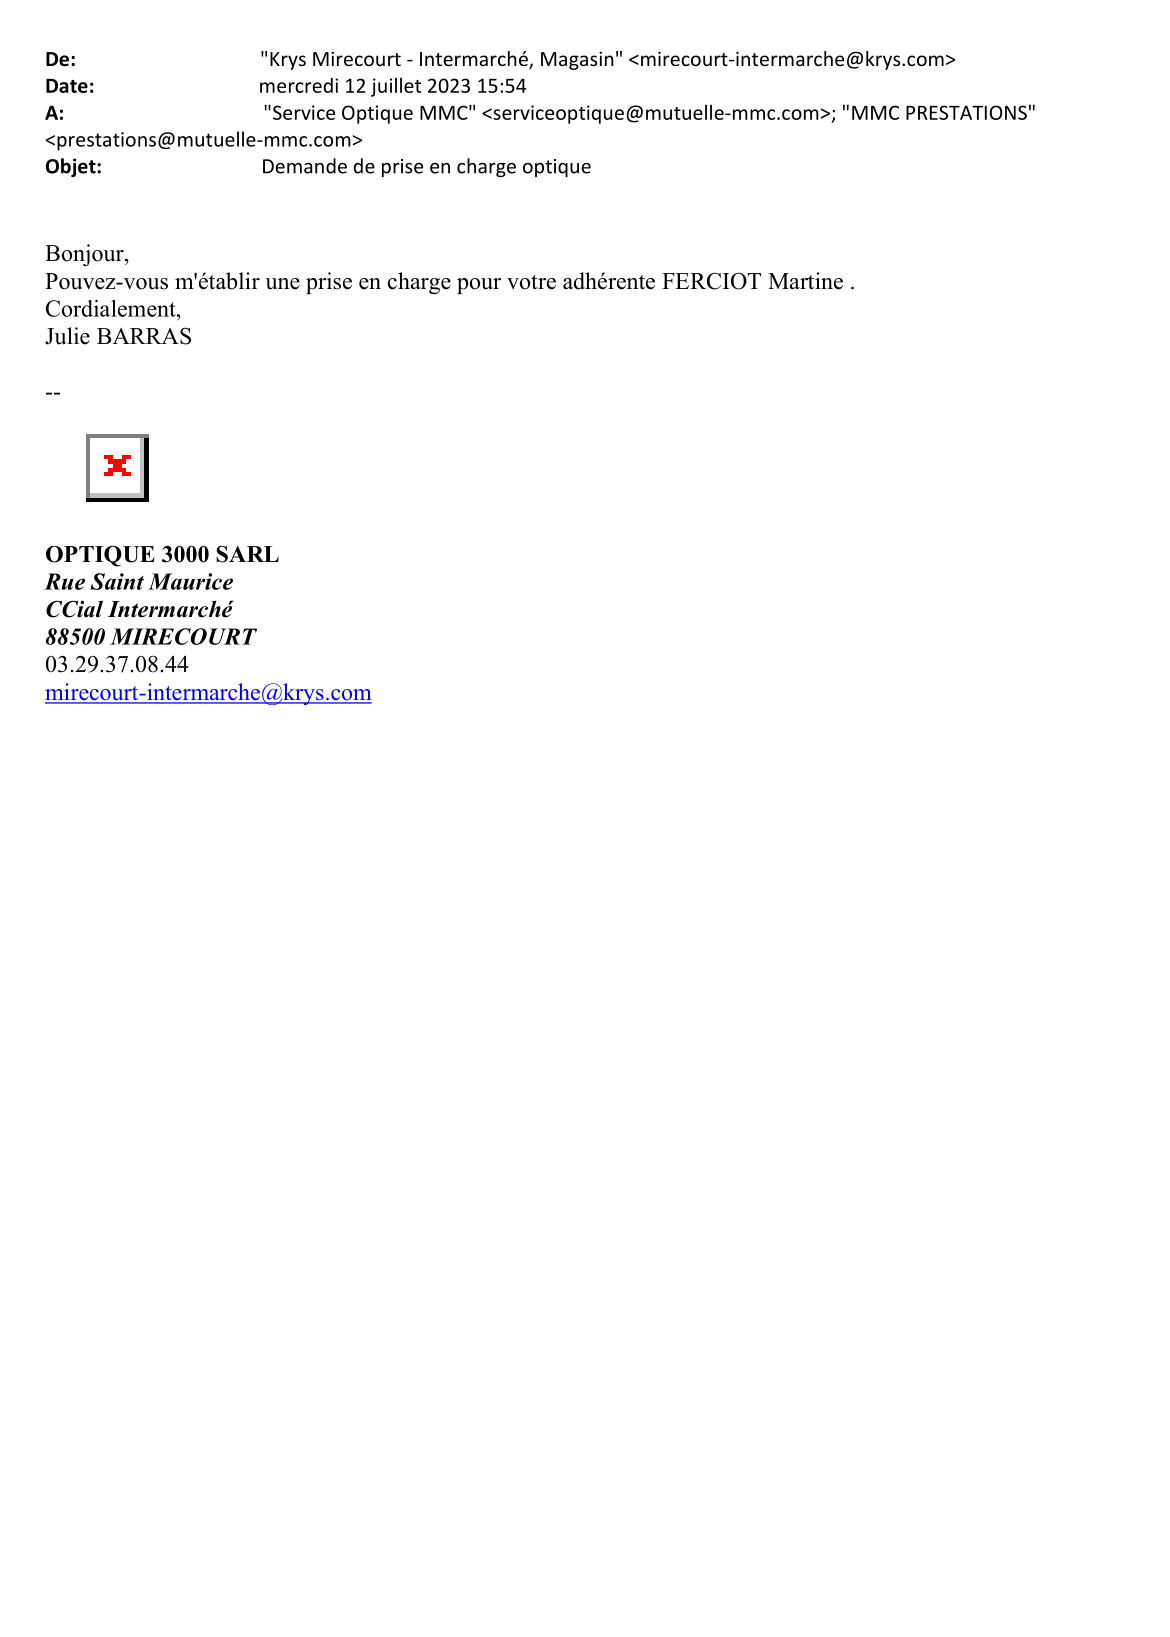 De: "Krys Mirecourt - Intermarché, Magasin" <mirecourt-intermarche@krys.com>
Date: mercredi 12 juillet 2023 15:54
A: "Service Optique MMC" <serviceoptique@mutuelle-mmc.com>; "MMC PRESTATIONS"
<prestations@mutuelle-mmc.com>
Objet: Demande de prise en charge optique
Bonjour,
Pouvez-vous m'établir une prise en charge pour votre adhérente FERCIOT Martine .
Cordialement,
Julie BARRAS
--
OPTIQUE 3000 SARL
Rue Saint Maurice
CCial Intermarché
88500 MIRECOURT
03.29.37.08.44
mirecourt-intermarche@krys.com